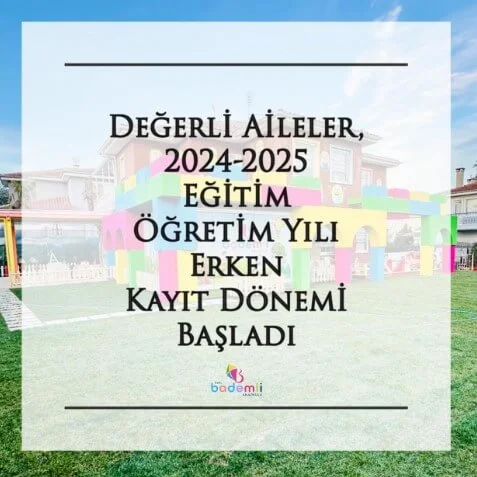 Değerli Aileler,
2024-2025
Eğitim
Öğretim Yılı
Erken
Kayıt Dönemi
Başladı
bademli